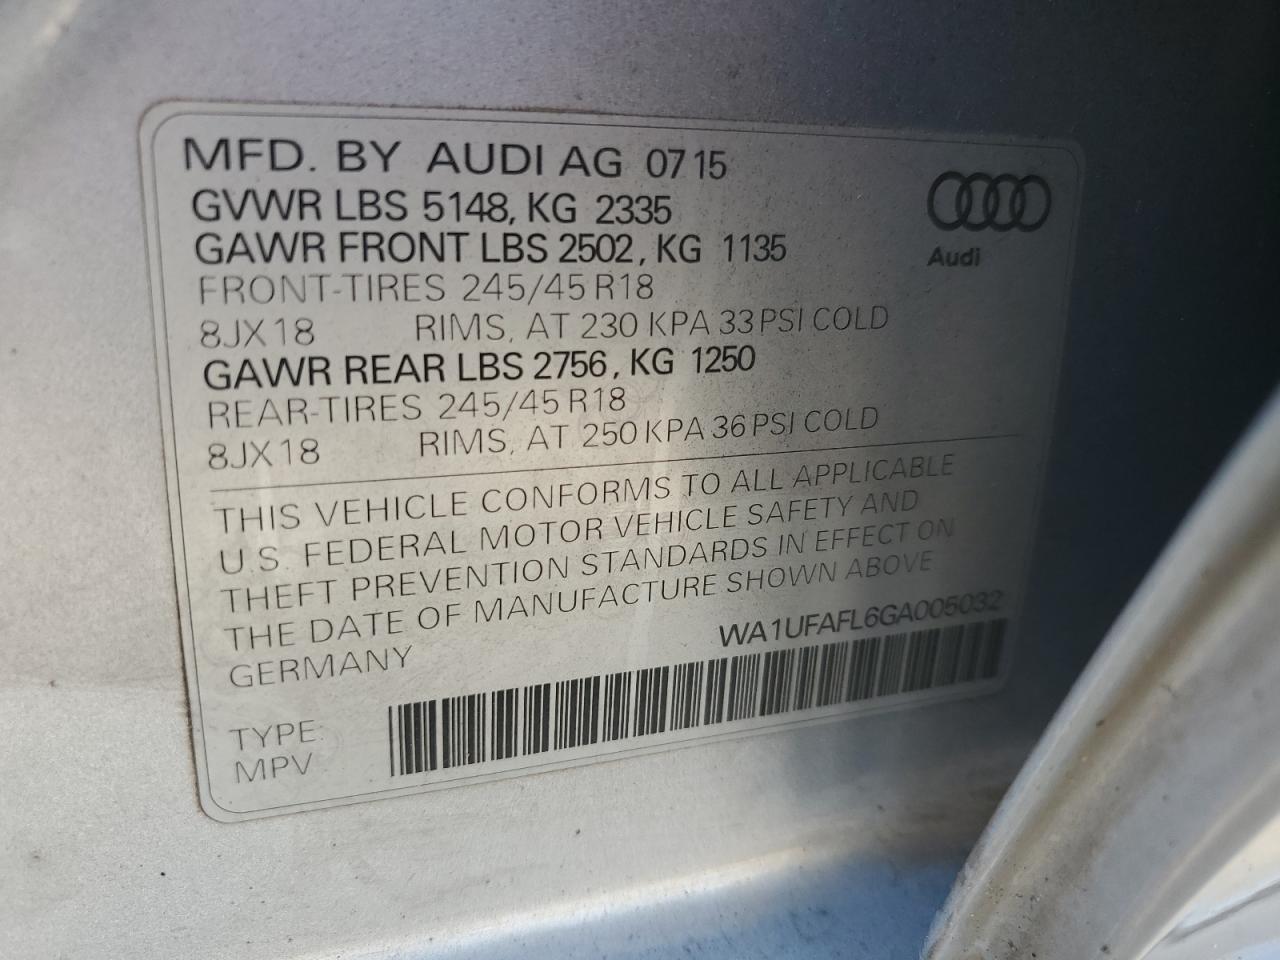 MFD. BY AUDI AG 07 15
GVWR LBS 5148, KG 2335
GAWR FRONT LBS 2502, KG 1135
FRONT-TIRES 245/45 R18
8JX18 RIMS, AT 230 KPA 33 PSI COLD
GAWR REAR LBS 2756, KG 1250
REAR-TIRES 245/45 R18
8JX18 RIMS, AT 250 KPA 36 PSI COLD
Audi
THIS VEHICLE CONFORMS TO ALL APPLICABLE
U.S. FEDERAL MOTOR VEHICLE SAFETY AND
THEFT PREVENTION STANDARDS IN EFFECT ON
THE DATE OF MANUFACTURE SHOWN ABOVE
WA1UFAFL6GA005032
GERMANY
TYPE:
MPV